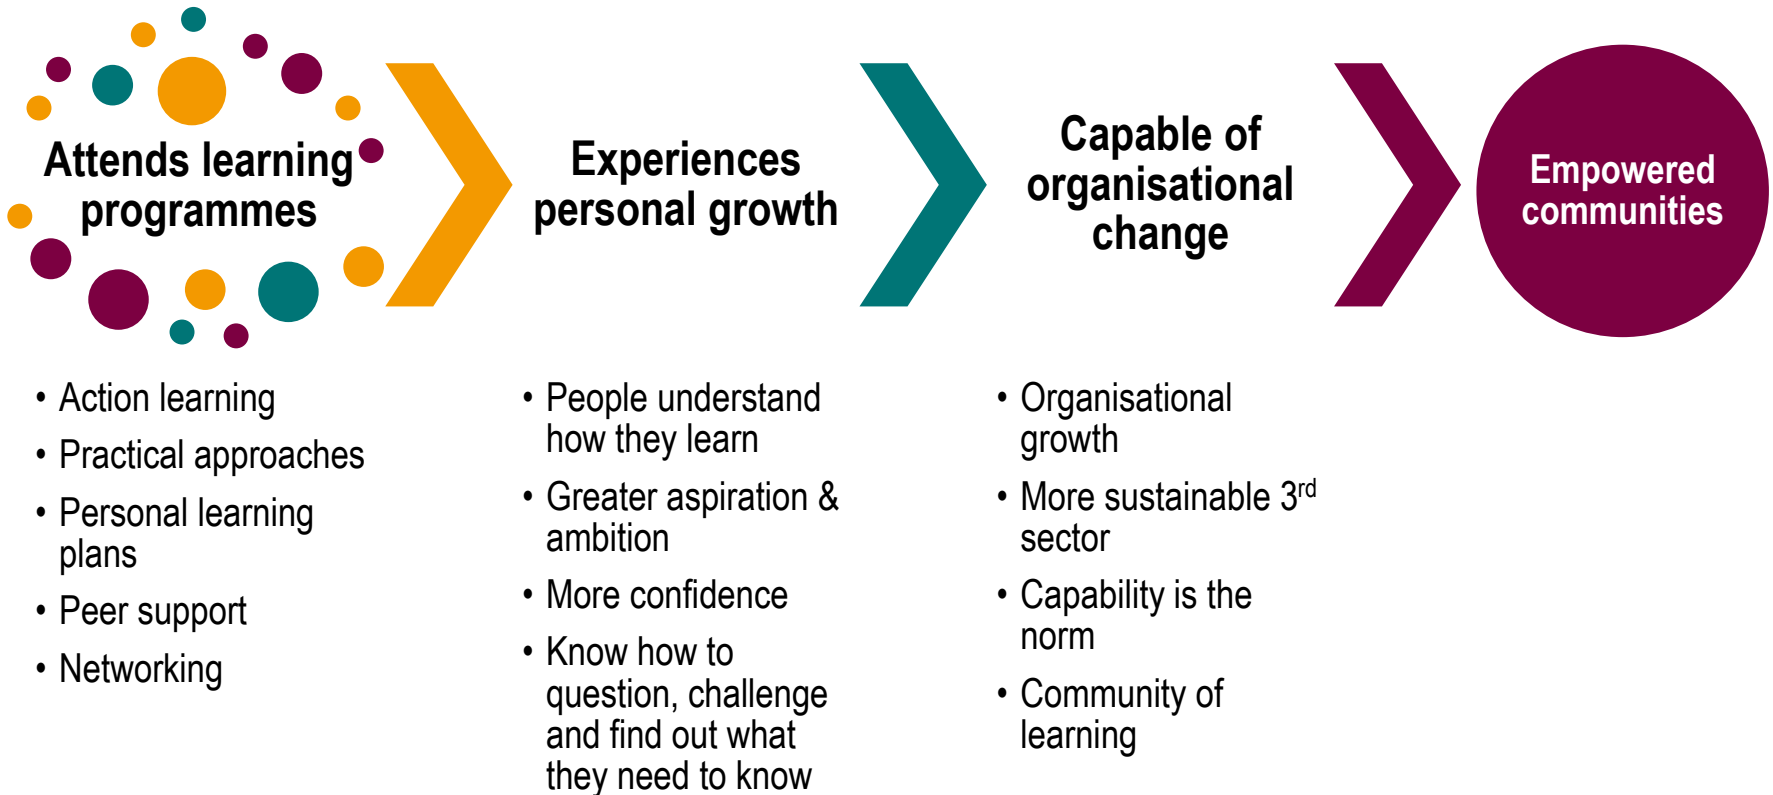 Attends learning
programmes
• Action learning
• Practical approaches
• Personal learning
plans
• Peer support
• Networking
Experiences
personal growth
• People understand
how they learn
• Greater aspiration &
ambition
• More confidence
• Know how to
question, challenge
and find out what
they need to know
Capable of
organisational
change
• Organisational
growth
• More sustainable 3rd
sector
• Capability is the
norm
• Community of
learning
Empowered
communities